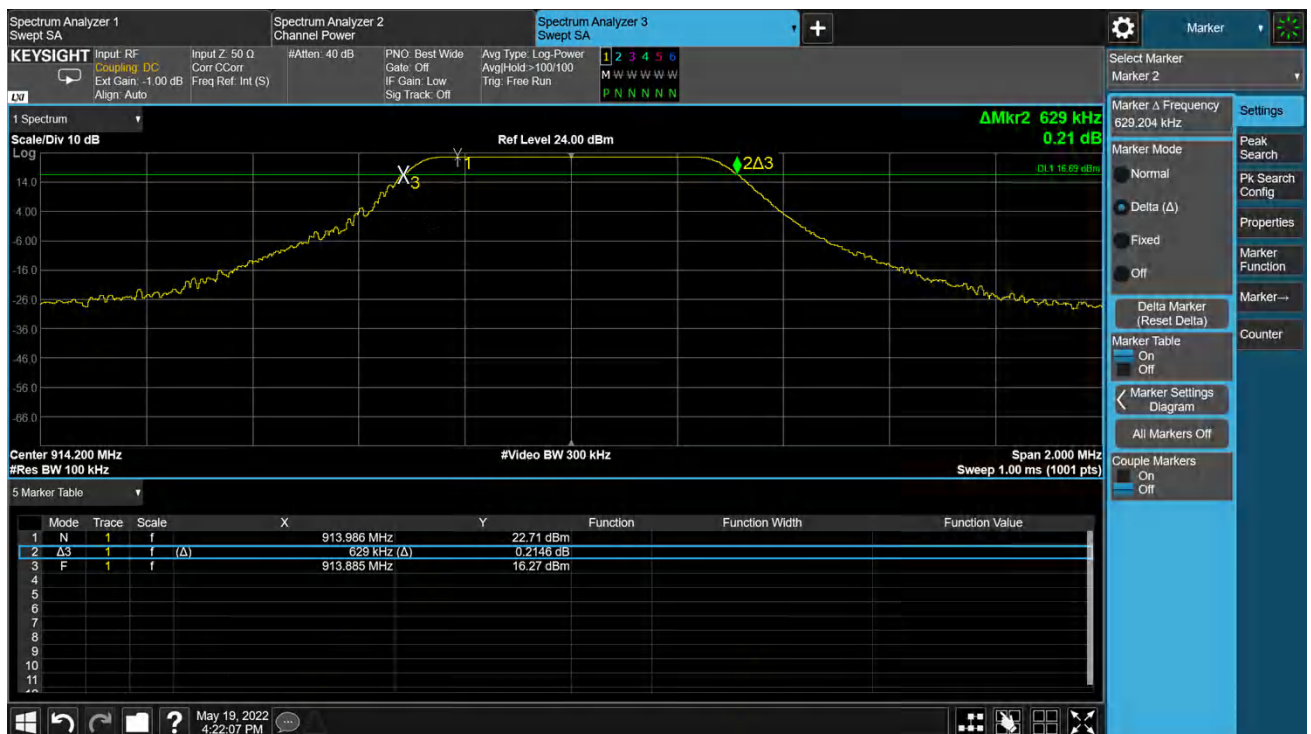 Spectrum Analyzer 1
Swept SA
Spectrum Analyzer 2
Channel Power
Spectrum Analyzer 3
Swept SA
+
Marker
KEYSIGHT
LXI
Input: RF
Coupling: DC
Ext Gain: -1.00 dB
Align: Auto
Input Z: 50 Ω
Corr CCorr
Freq Ref: Int (S)
#Atten: 40 dB
PNO: Best Wide
Gate: Off
IF Gain: Low
Sig Track: Off
Avg Type: Log-Power
Avg|Hold:>100/100
Trig: Free Run
1 2 3 4 5 6
M W W W W W
P N N N N N
Select Marker
Marker 2
1 Spectrum
Scale/Div 10 dB
Log
Ref Level 24.00 dBm
ΔMkr2 629 kHz
0.21 dB
1
2Δ3
3
DL1 16.69 dBm
14.0
4.00
-6.00
-16.0
-26.0
-36.0
-46.0
-56.0
-66.0
Center 914.200 MHz
#Res BW 100 kHz
#Video BW 300 kHz
Span 2.000 MHz
Sweep 1.00 ms (1001 pts)
5 Marker Table
Mode Trace Scale X Y Function Function Width Function Value
1 N 1 f 913.986 MHz 22.71 dBm
2 Δ3 1 f (Δ) 629 kHz (Δ) 0.2146 dB
3 F 1 f 913.885 MHz 16.27 dBm
4
5
6
7
8
9
10
11
Marker Δ Frequency
629.204 kHz
Marker Mode
Normal
Delta (Δ)
Fixed
Off
Delta Marker
(Reset Delta)
Marker Table
On
Off
Marker Settings
Diagram
All Markers Off
Couple Markers
On
Off
Settings
Peak
Search
Pk Search
Config
Properties
Marker
Function
Marker→
Counter
?
May 19, 2022
4:22:07 PM